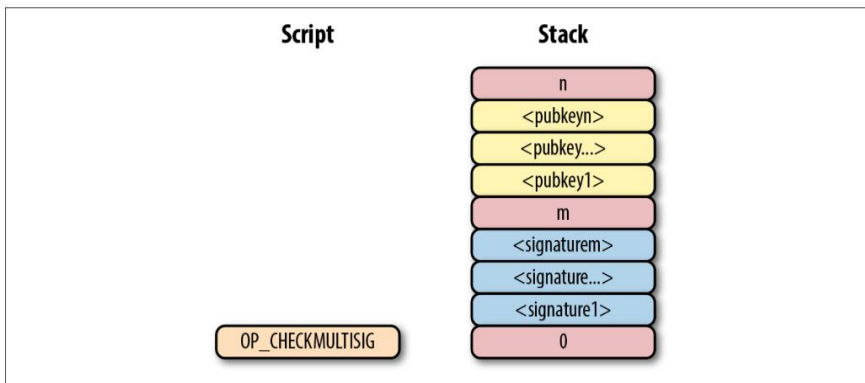 Script
Stack
n
<pubkeyn>
<pubkey...>
<pubkey1>
m
<signaturem>
<signature...>
<signature1>
OP_CHECKMULTISIG
0